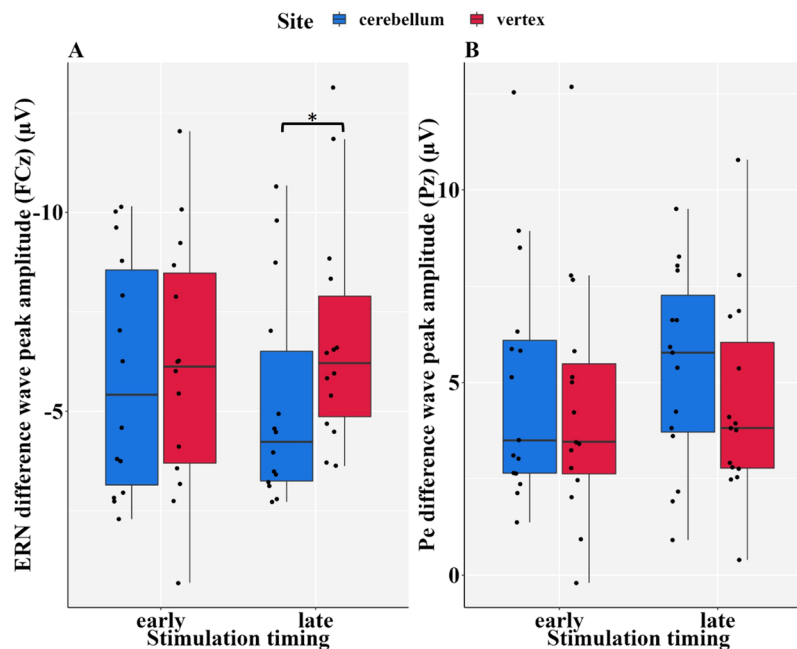 Site cerebellum vertex
A
B
ERN difference wave peak amplitude (FCz) (µV)
-10
-5
*
early
late
Stimulation timing
Pe difference wave peak amplitude (Pz) (µV)
10
5
0
early
late
Stimulation timing